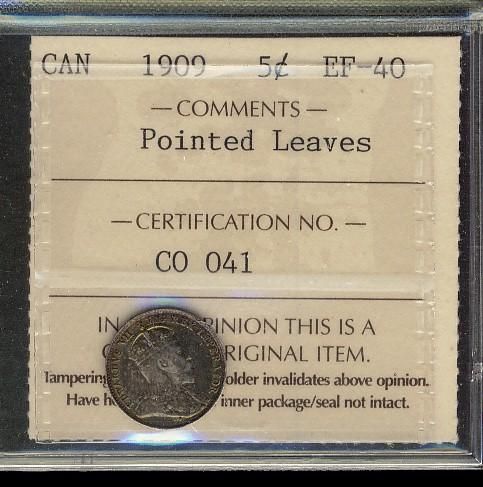 CAN 1909 5¢ EF-40
— COMMENTS —
Pointed Leaves
— CERTIFICATION NO. —
CO 041
IN PINION THIS IS A
RIGINAL ITEM.
Tampering older invalidates above opinion.
Have h inner package/seal not intact.